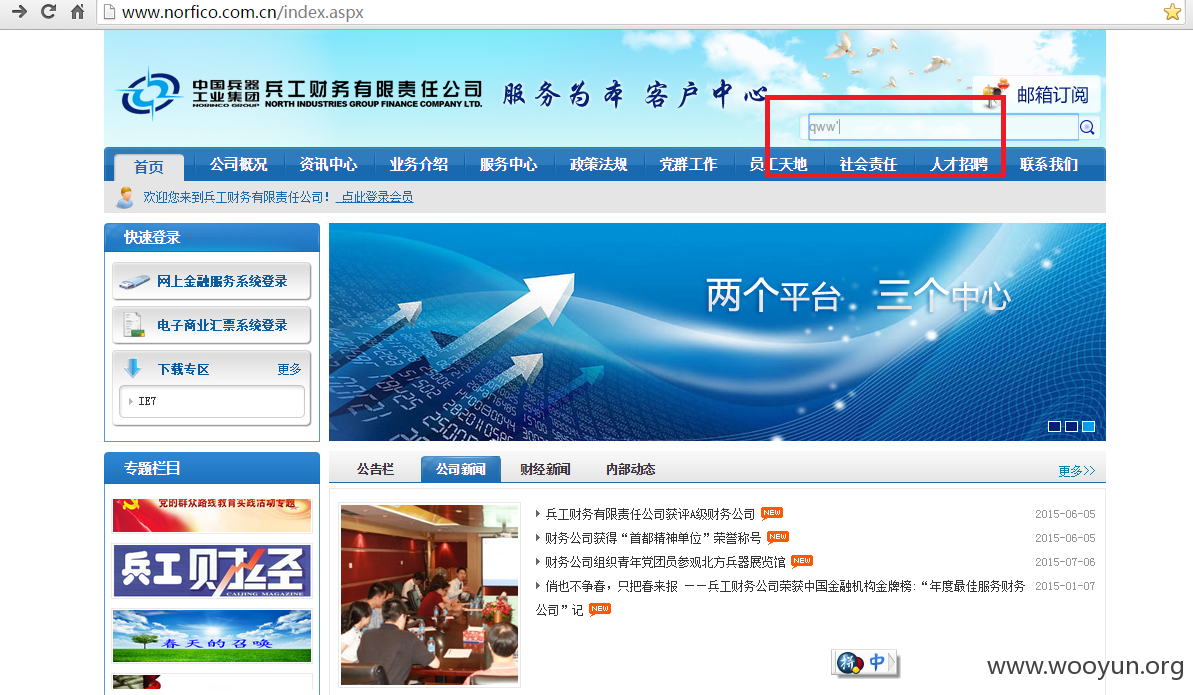 www.norfico.com.cn/index.aspx
中国兵器
工业集团
NORINCO GROUP
兵工财务有限责任公司
NORTH INDUSTRIES GROUP FINANCE COMPANY LTD.
服务为本 客户中心
邮箱订阅
qww'
首页 公司概况 资讯中心 业务介绍 服务中心 政策法规 党群工作 员工天地 社会责任 人才招聘 联系我们
欢迎您来到兵工财务有限责任公司! 点此登录会员
快速登录
网上金融服务系统登录
电子商业汇票系统登录
下载专区 更多
IE7
两个平台 三个中心
专题栏目
党的群众路线教育实践活动专题
兵工财经
CAIJING MAGAZINE
春天的召唤
公告栏 公司新闻 财经新闻 内部动态 更多>>
兵工财务有限责任公司获评A级财务公司 NEW 2015-06-05
财务公司获得“首都精神单位”荣誉称号 NEW 2015-06-05
财务公司组织青年党团员参观北方兵器展览馆 NEW 2015-07-06
俏也不争春，只把春来报 ——兵工财务公司荣获中国金融机构金牌榜:“年度最佳服务财务 2015-01-07
公司”记 NEW
拼 中
www.wooyun.org